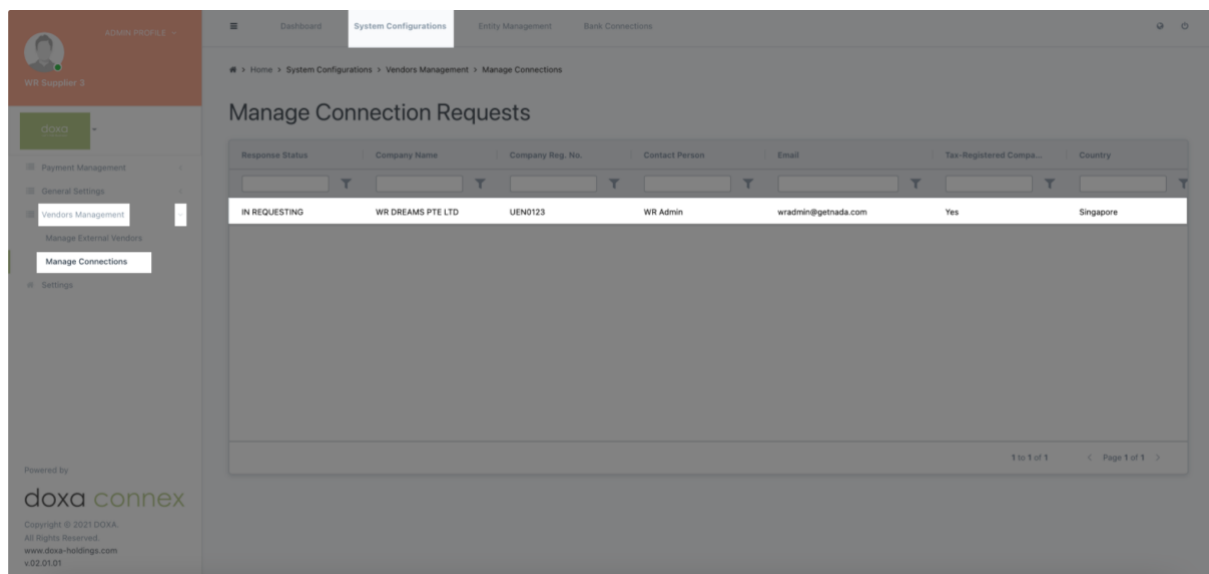 ADMIN PROFILE
WR Supplier 3
doxa
Payment Management
General Settings
Vendors Management
Manage External Vendors
Manage Connections
Settings
Powered by
doxa connex
Copyright © 2021 DOXA.
All Rights Reserved.
www.doxa-holdings.com
v.02.01.01
Dashboard System Configurations Entity Management Bank Connections
> Home > System Configurations > Vendors Management > Manage Connections
Manage Connection Requests
Response Status Company Name Company Reg. No. Contact Person Email Tax-Registered Compa... Country
IN REQUESTING WR DREAMS PTE LTD UEN0123 WR Admin wradmin@getnada.com Yes Singapore
1 to 1 of 1 < Page 1 of 1 >